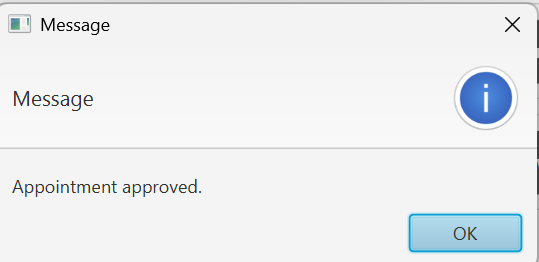 Message
Message
Appointment approved.
OK